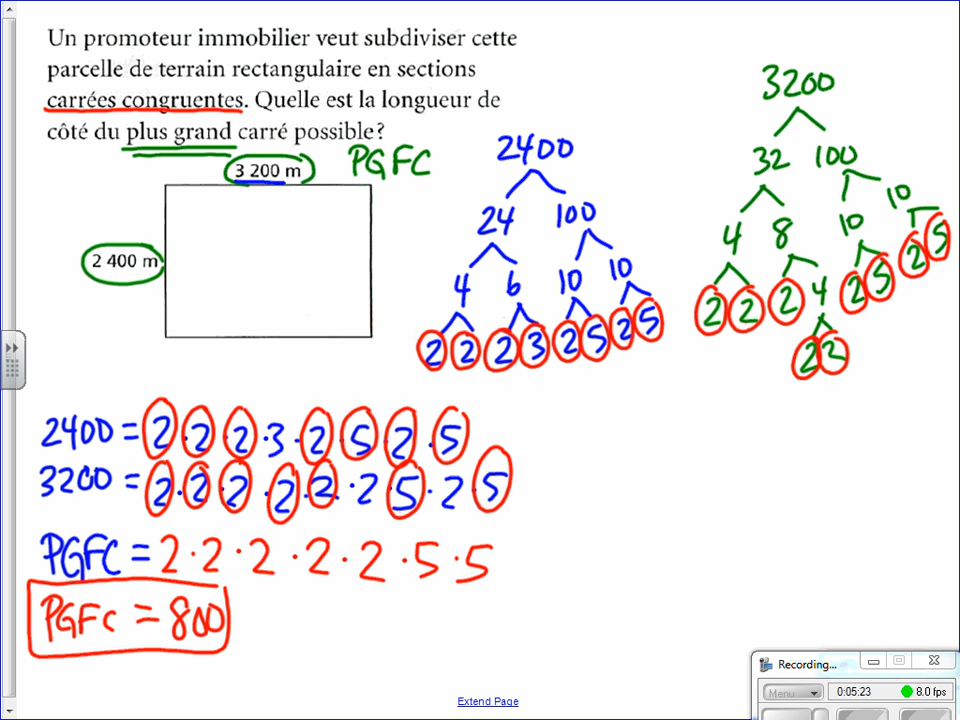 Un promoteur immobilier veut subdiviser cette
parcelle de terrain rectangulaire en sections
carrées congruentes. Quelle est la longueur de
côté du plus grand carré possible?
3 200 m
PGFC
2 400 m
2400
24 100
4 6 10 10
2 2 2 3 2 5 2 5
3200
32 100
4 8 10 10
2 2 2 4 2 5 2 5
2 2
2400 = 2 · 2 · 2 · 3 · 2 · 5 · 2 · 5
3200 = 2 · 2 · 2 · 2 · 2 · 2 · 5 · 2 · 5
PGFC = 2 · 2 · 2 · 2 · 2 · 5 · 5
PGFC = 800
Extend Page
Recording...
Menu
0:05:23
8.0 fps